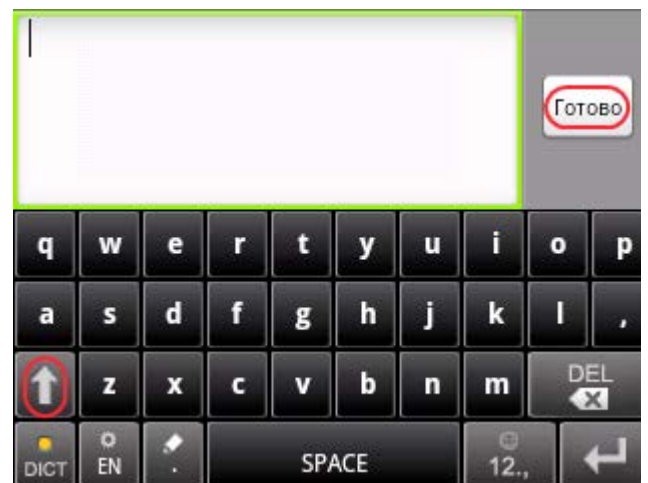 Готово
q w e r t y u i o p
a s d f g h j k l ,
z x c v b n m DEL
DICT EN . SPACE 12.,